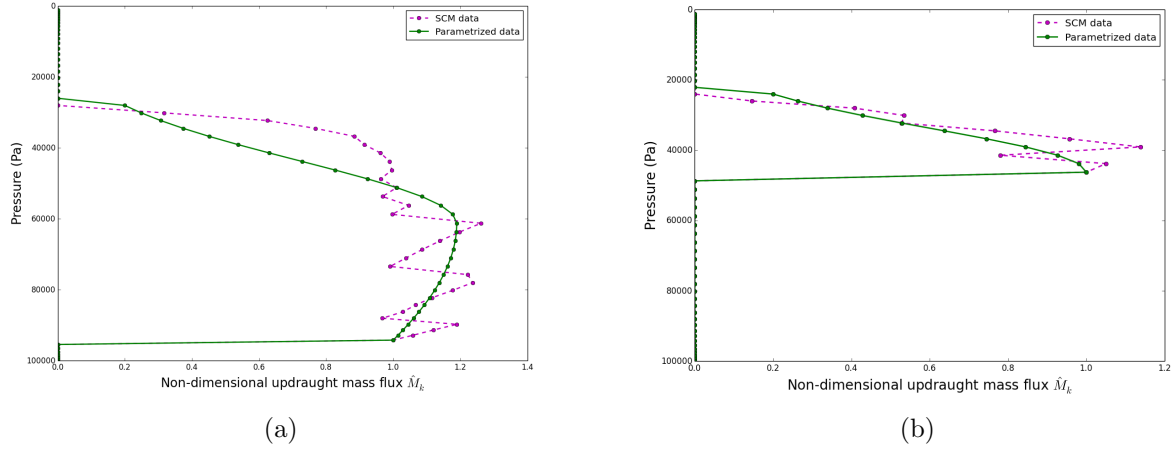 0
20000
40000
60000
80000
100000
Pressure (Pa)
0.0 0.2 0.4 0.6 0.8 1.0 1.2 1.4
Non-dimensional updraught mass flux M̂_k
SCM data
Parametrized data
(a)
0
20000
40000
60000
80000
100000
Pressure (Pa)
0.0 0.2 0.4 0.6 0.8 1.0 1.2
Non-dimensional updraught mass flux M̂_k
SCM data
Parametrized data
(b)